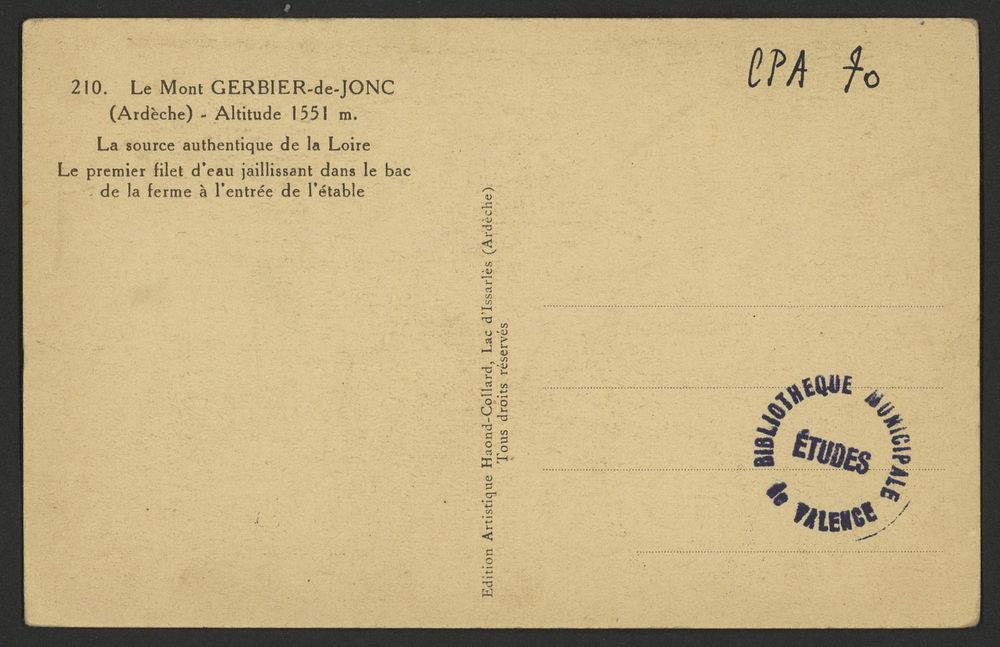 210. Le Mont GERBIER-de-JONC
(Ardèche) - Altitude 1551 m.
La source authentique de la Loire
Le premier filet d'eau jaillissant dans le bac
de la ferme à l'entrée de l'étable
Edition Artistique Haond-Collard, Lac d'Issarlès (Ardèche).
Tous droits réservés
CPA 70
BIBLIOTHEQUE MUNICIPALE
ÉTUDES
de VALENCE